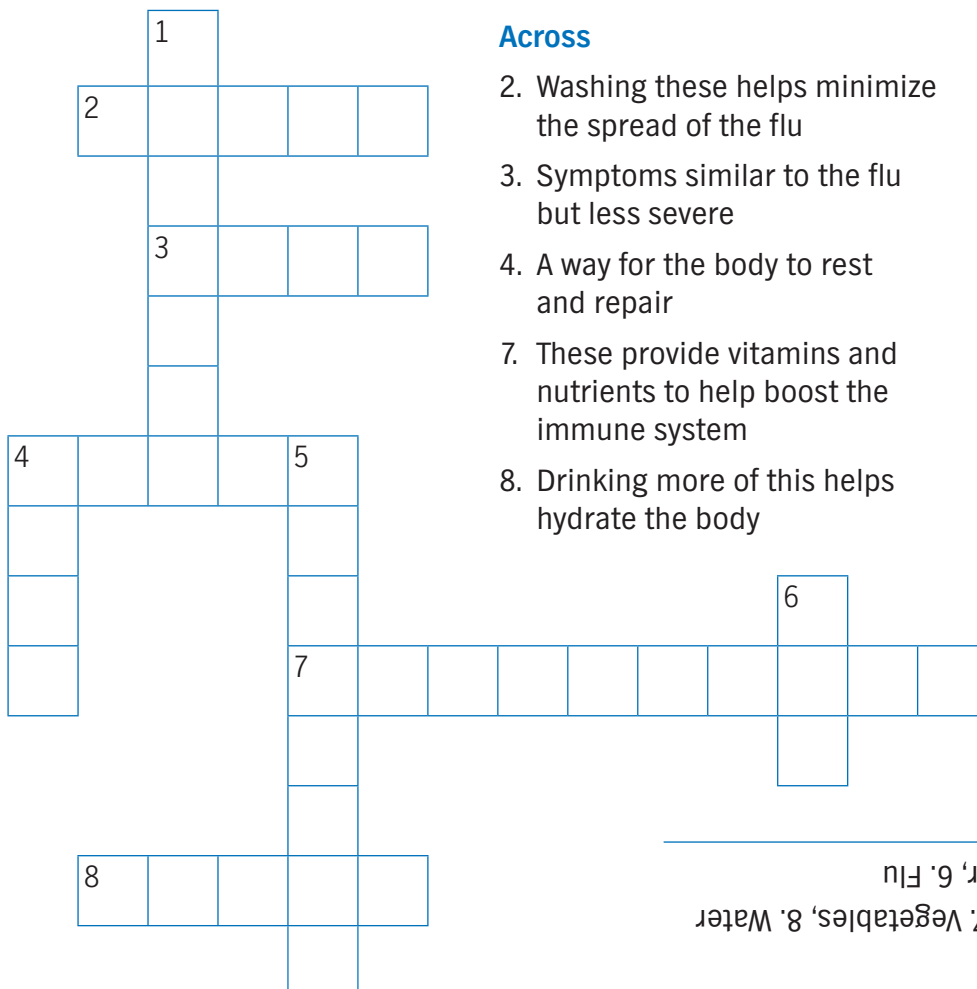 1
2
3
4
5
6
7
8
Across
2. Washing these helps minimize
the spread of the flu
3. Symptoms similar to the flu
but less severe
4. A way for the body to rest
and repair
7. These provide vitamins and
nutrients to help boost the
immune system
8. Drinking more of this helps
hydrate the body
. Vegetables, 8. Water
, 6. Flu